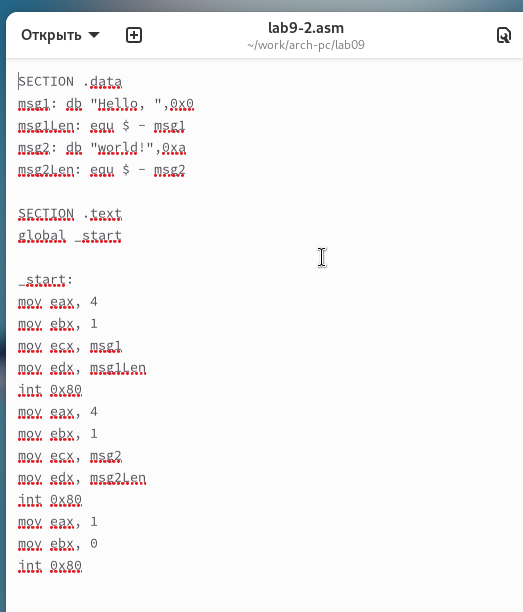 Открыть
lab9-2.asm
~/work/arch-pc/lab09
SECTION .data
msg1: db "Hello, ",0x0
msg1Len: equ $ - msg1
msg2: db "world!",0xa
msg2Len: equ $ - msg2
SECTION .text
global _start
_start:
mov eax, 4
mov ebx, 1
mov ecx, msg1
mov edx, msg1Len
int 0x80
mov eax, 4
mov ebx, 1
mov ecx, msg2
mov edx, msg2Len
int 0x80
mov eax, 1
mov ebx, 0
int 0x80